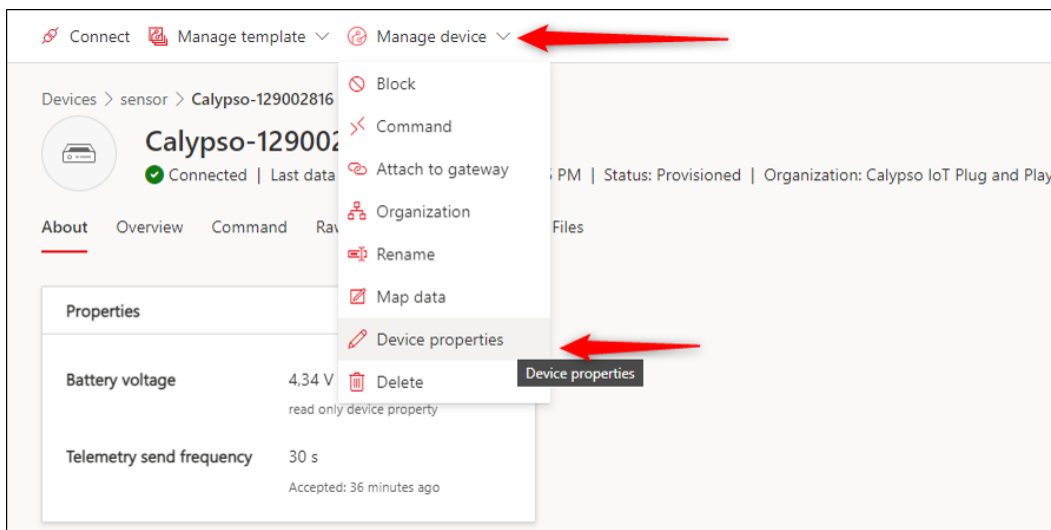 Connect Manage template Manage device
Block
Devices > sensor > Calypso-129002816
Command
Calypso-129002
Connected | Last data PM | Status: Provisioned | Organization: Calypso IoT Plug and Play
Attach to gateway
Organization
About Overview Command Files
Rename
Map data
Properties
Device properties
Device properties
Battery voltage 4,34 V
Delete
read only device property
Telemetry send frequency 30 s
Accepted: 36 minutes ago